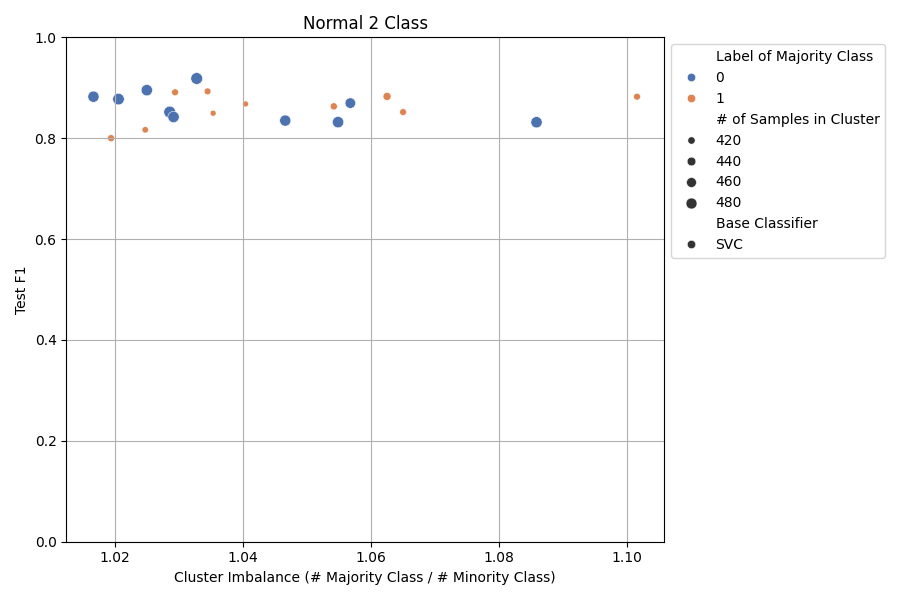 Normal 2 Class
1.0
0.8
0.6
0.4
0.2
0.0
Test F1
1.02
1.04
1.06
1.08
1.10
Cluster Imbalance (# Majority Class / # Minority Class)
Label of Majority Class
0
1
# of Samples in Cluster
420
440
460
480
Base Classifier
SVC